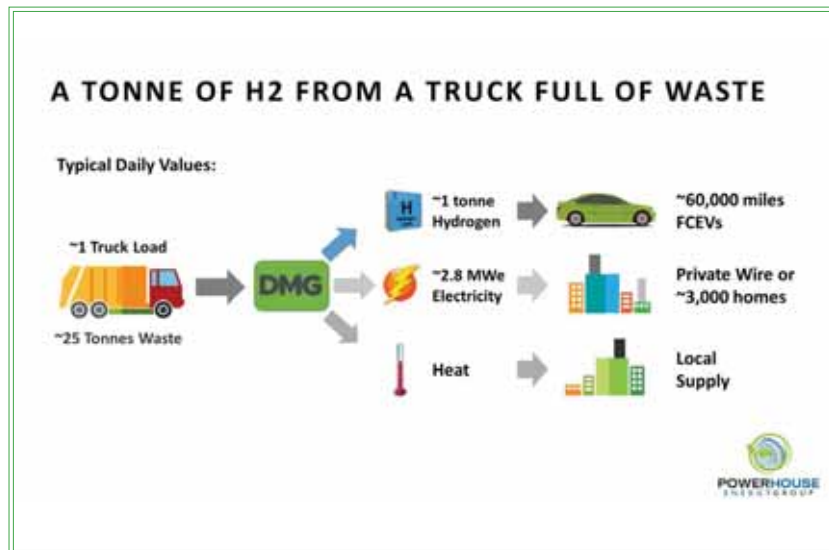 A TONNE OF H2 FROM A TRUCK FULL OF WASTE
Typical Daily Values:
~1 Truck Load
~25 Tonnes Waste
DMG
H
~1 tonne
Hydrogen
~60,000 miles
FCEVs
~2.8 MWe
Electricity
Private Wire or
~3,000 homes
Heat
Local
Supply
POWERHOUSE
ENERGYGROUP